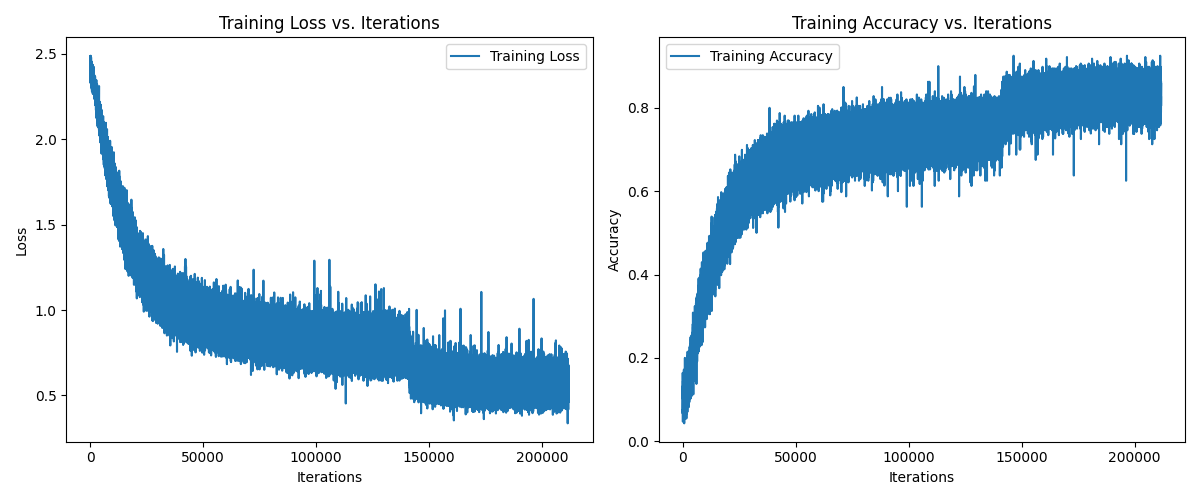 Training Loss vs. Iterations
Training Loss
2.5
2.0
1.5
1.0
0.5
Loss
0
50000
100000
150000
200000
Iterations
Training Accuracy vs. Iterations
Training Accuracy
0.8
0.6
0.4
0.2
0.0
Accuracy
0
50000
100000
150000
200000
Iterations